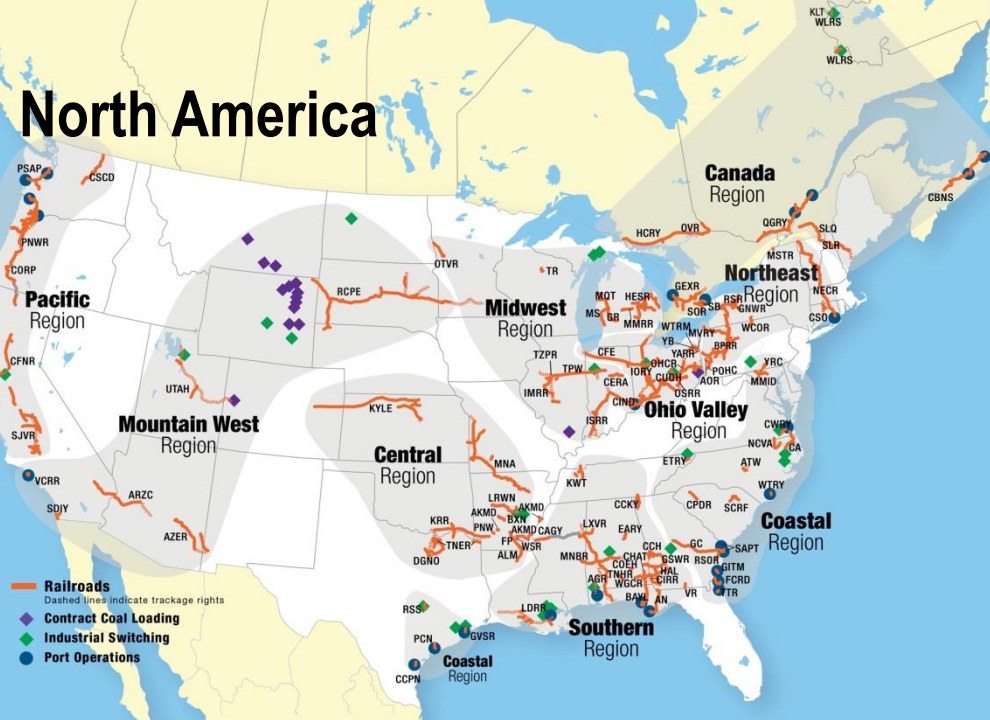 KLT
WLRS
WLRS
North America
PSAP
CSCD
Canada
Region
CBNS
QGRY
SLQ
HCRY
OVR
SLR
PNWR
MSTR
OTVR
TR
Northeast
Region
CORP
GEXR
RCPE
MQT
HESR
RSR
NECR
Pacific
Region
Midwest
Region
SB
GNWR
SOR
MS
GR
MMRR
CSO
WTRM
MVRY
WCOR
YB
BPRR
CFNR
TZPR
CFE
YARR
YRC
TPW
OHCR
IORY
POHC
CUOH
AOR
MMID
CERA
UTAH
IMRR
OSRR
CIND
KYLE
Ohio Valley
Region
Mountain West
Region
ISRR
CWRY
SJVR
NCVA
CA
Central
Region
ETRY
ATW
MNA
VCRR
KWT
WTRY
ARZC
LRWN
CCKY
CPDR
SCRF
SDIY
AKMD
AKMD
BXN
KRR
PNW
AKMD
CAGY
LXVR
EARY
Coastal
Region
AZER
TNER
FP
WSR
CCH
GC
SAPT
DGNO
ALM
MNBR
CHAT
GSWR
RSOR
COEH
GITM
TNHR
HAL
AGR
WGCR
CIRR
FCRD
Railroads
Dashed lines indicate trackage rights
VR
TTR
BAYL
AN
RSS
LDRR
Contract Coal Loading
Industrial Switching
PCN
GVSR
Southern
Region
Port Operations
Coastal
Region
CCPN